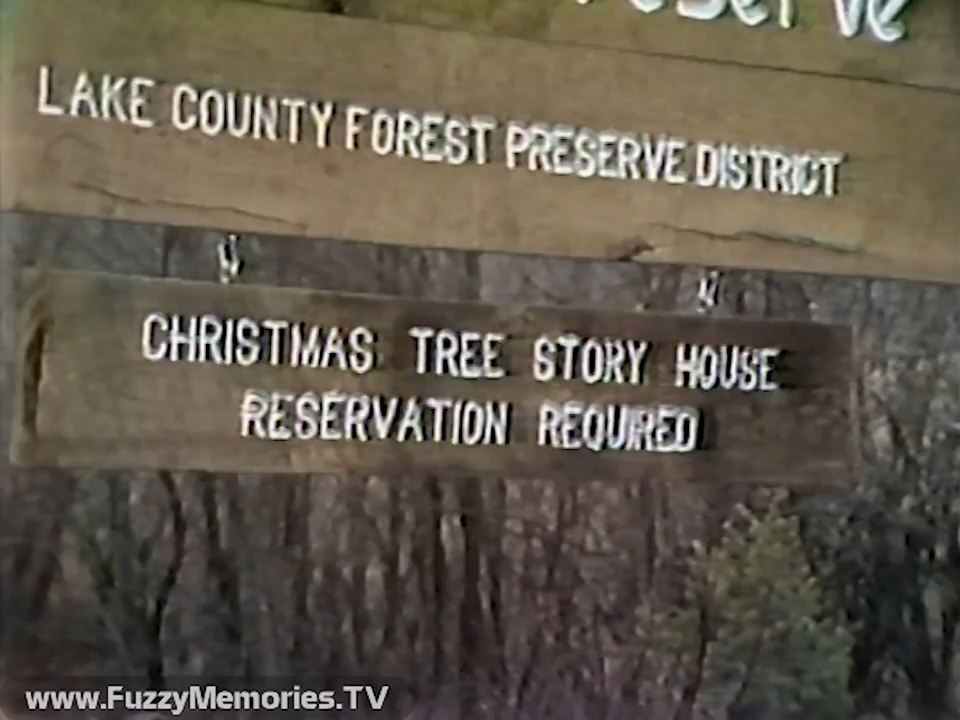 LAKE COUNTY FOREST PRESERVE DISTRICT
CHRISTMAS TREE STORY HOUSE
RESERVATION REQUIRED
www.FuzzyMemories.TV